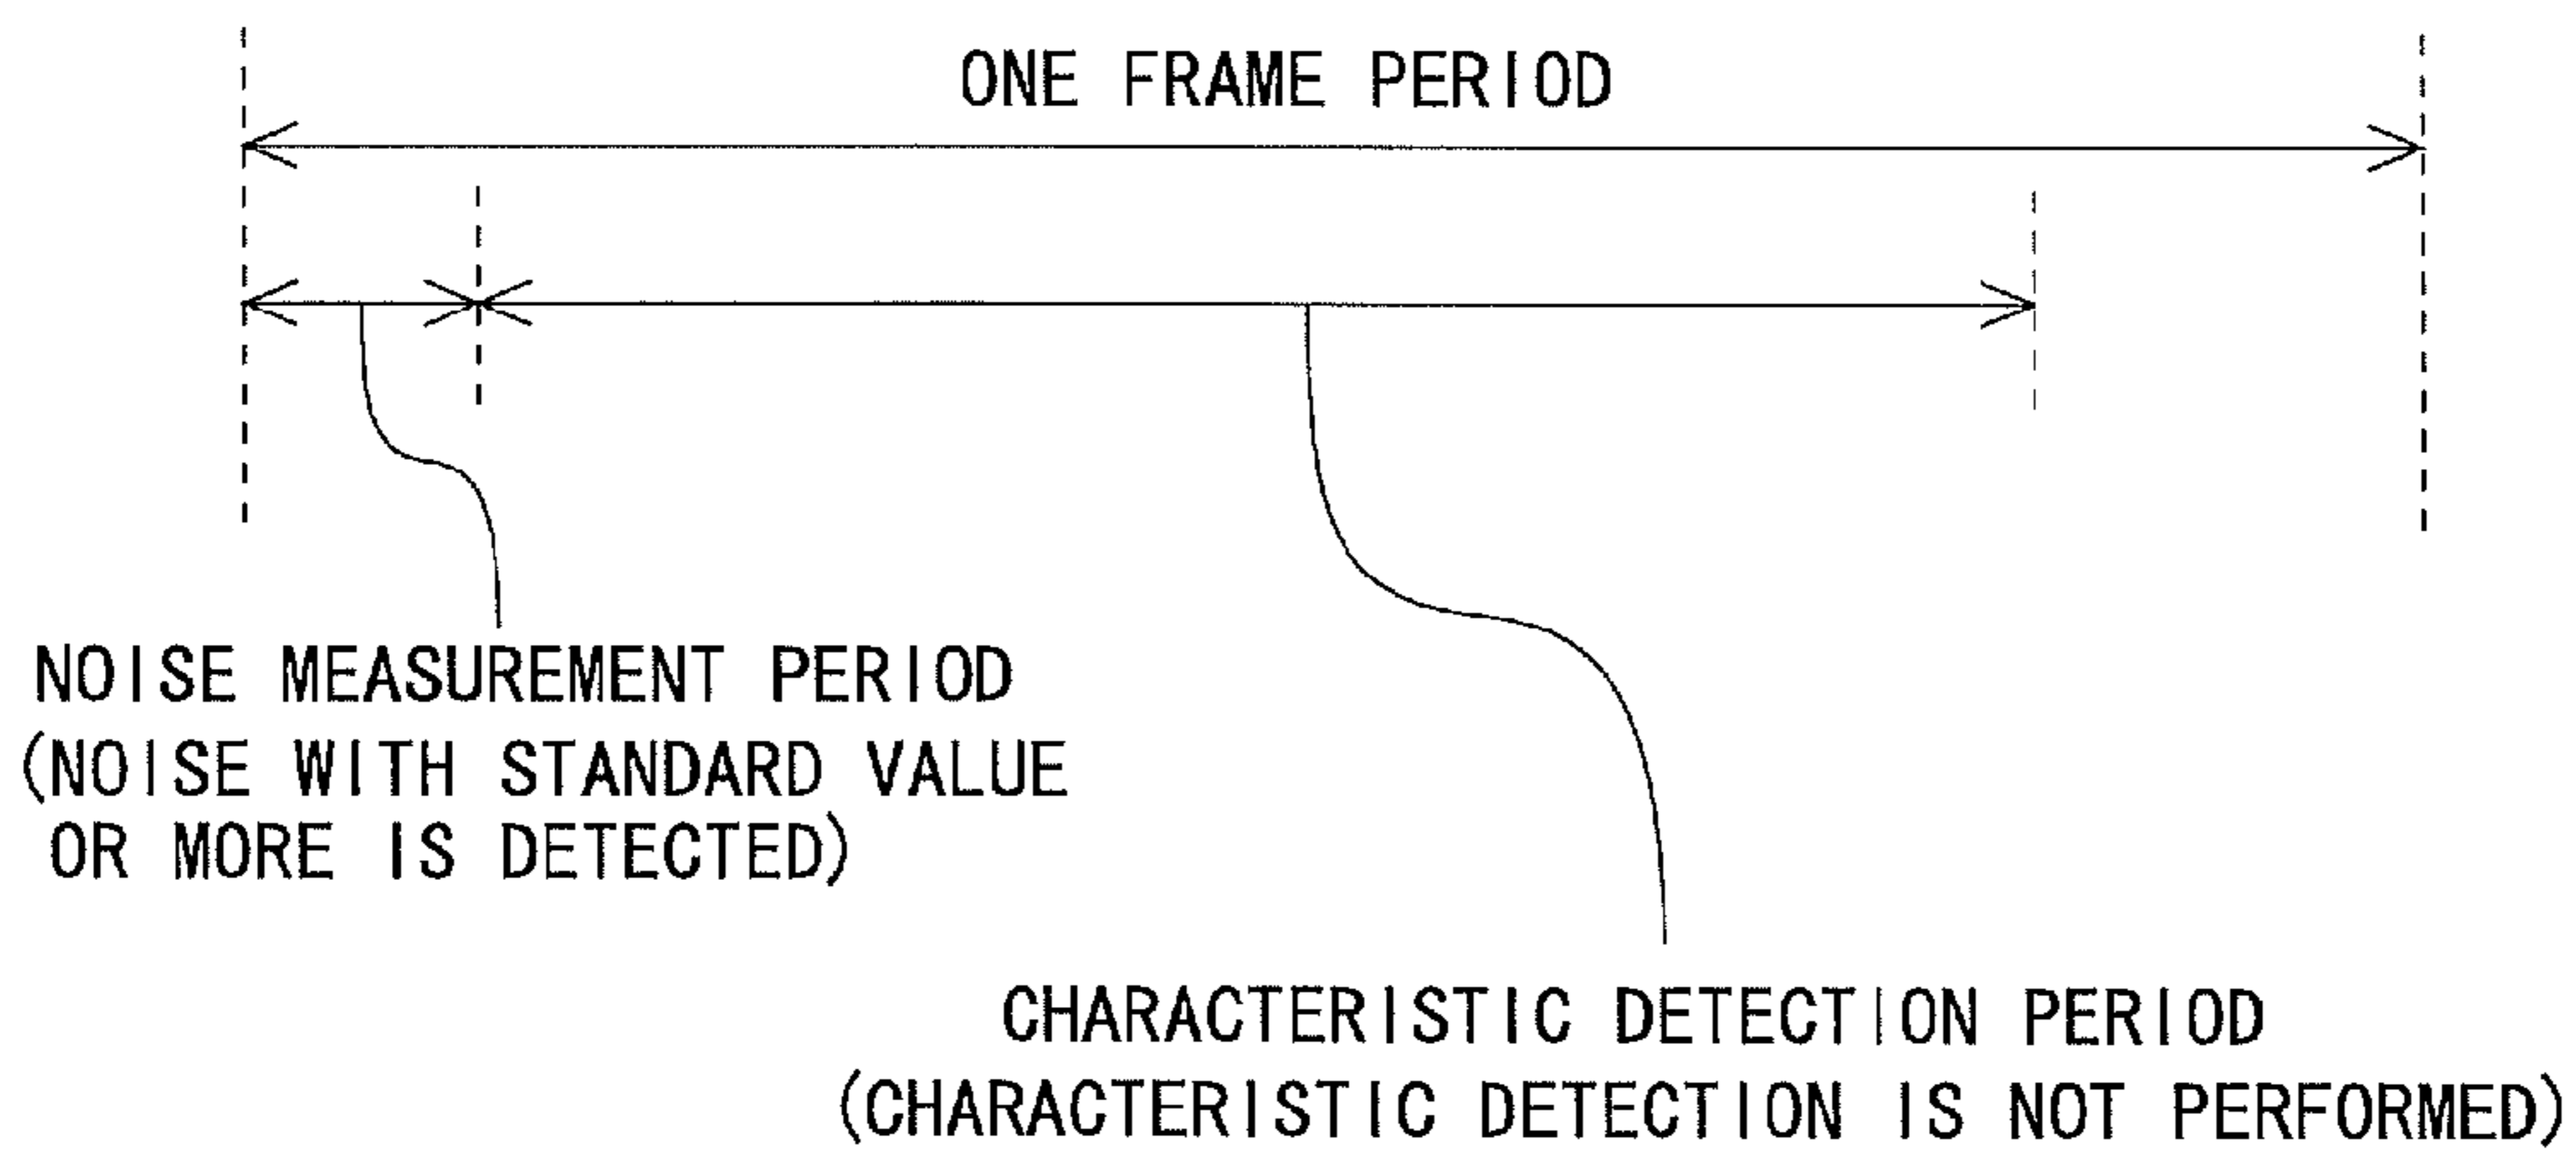 ONE FRAME PERIOD
NOISE MEASUREMENT PERIOD
(NOISE WITH STANDARD VALUE
OR MORE IS DETECTED)
CHARACTERISTIC DETECTION PERIOD
(CHARACTERISTIC DETECTION IS NOT PERFORMED)